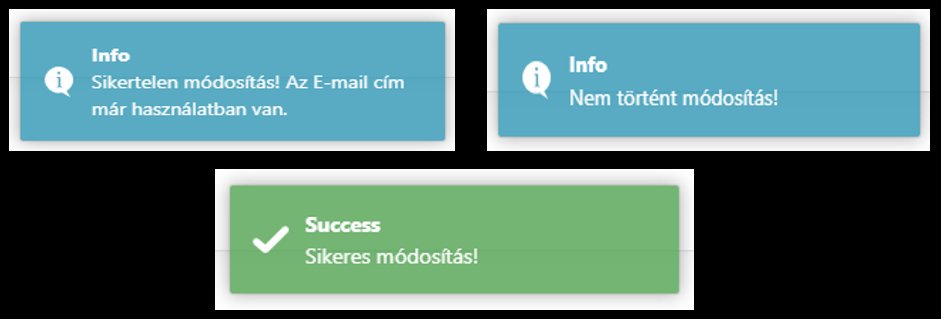 Info
Sikertelen módosítás! Az E-mail cím
már használatban van.
Info
Nem történt módosítás!
Success
Sikeres módosítás!